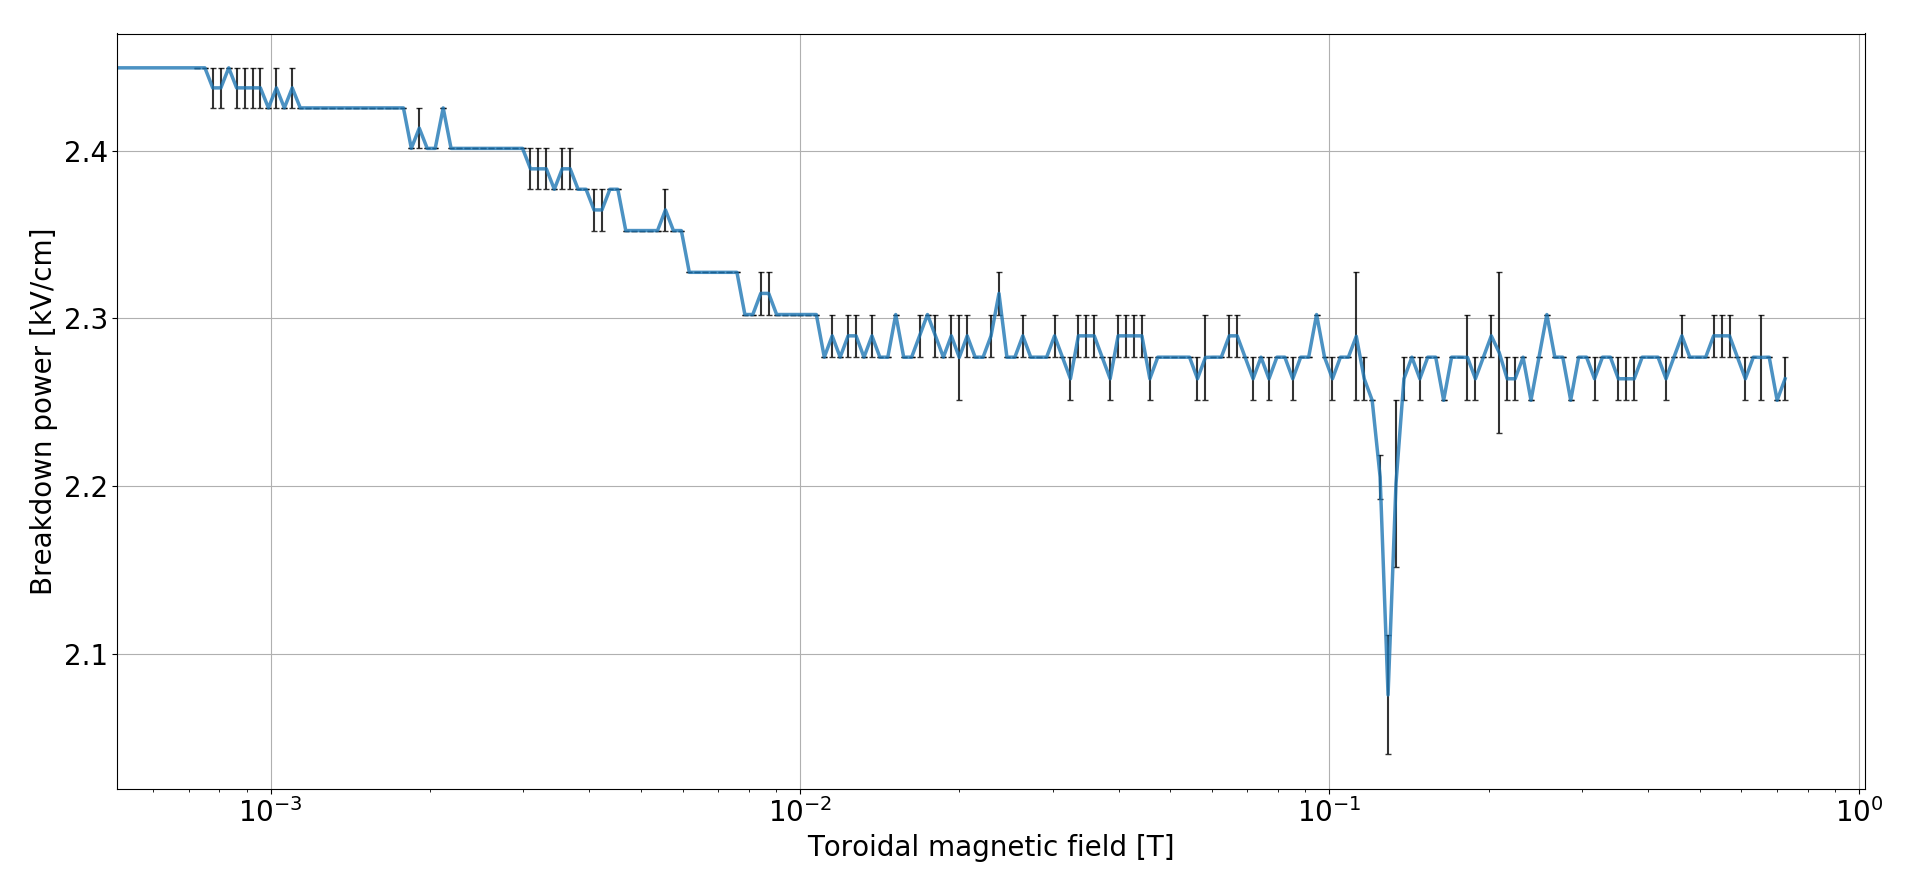 Breakdown power [kV/cm]
2.4
2.3
2.2
2.1
10⁻³ 10⁻² 10⁻¹ 10⁰
Toroidal magnetic field [T]